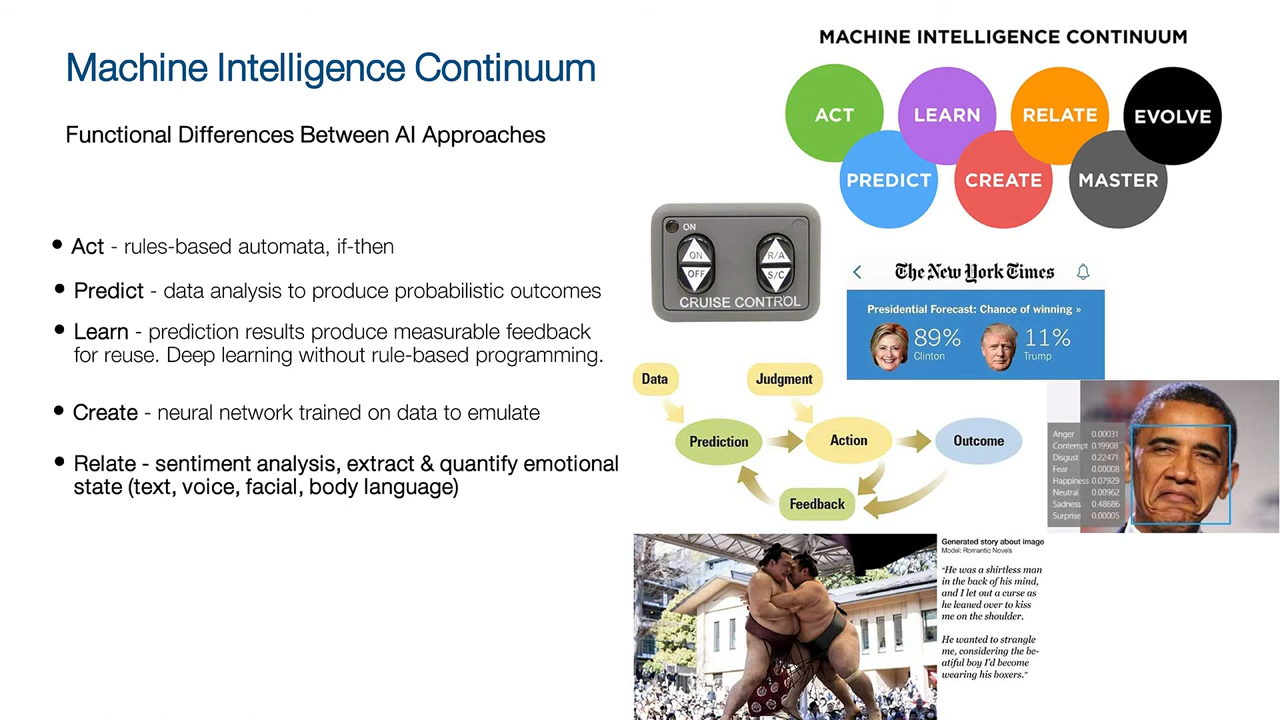 Machine Intelligence Continuum
Functional Differences Between AI Approaches
• Act - rules-based automata, if-then
• Predict - data analysis to produce probabilistic outcomes
• Learn - prediction results produce measurable feedback
for reuse. Deep learning without rule-based programming.
• Create - neural network trained on data to emulate
• Relate - sentiment analysis, extract & quantify emotional
state (text, voice, facial, body language)
MACHINE INTELLIGENCE CONTINUUM
ACT
LEARN
RELATE
EVOLVE
PREDICT
CREATE
MASTER
ON
ON
OFF
R/A
S/C
CRUISE CONTROL
The New York Times
Presidential Forecast: Chance of winning »
89%
Clinton
11%
Trump
Data
Judgment
Prediction
Action
Outcome
Feedback
Anger 0.00031
Contempt 0.19908
Disgust 0.22471
Fear 0.00008
Happiness 0.07929
Neutral 0.00962
Sadness 0.48686
Surprise 0.00005
Generated story about image
Model: Romantic Novels
"He was a shirtless man
in the back of his mind,
and I let out a curse as
he leaned over to kiss
me on the shoulder.
He wanted to strangle
me, considering the be-
atiful boy I'd become
wearing his boxers."